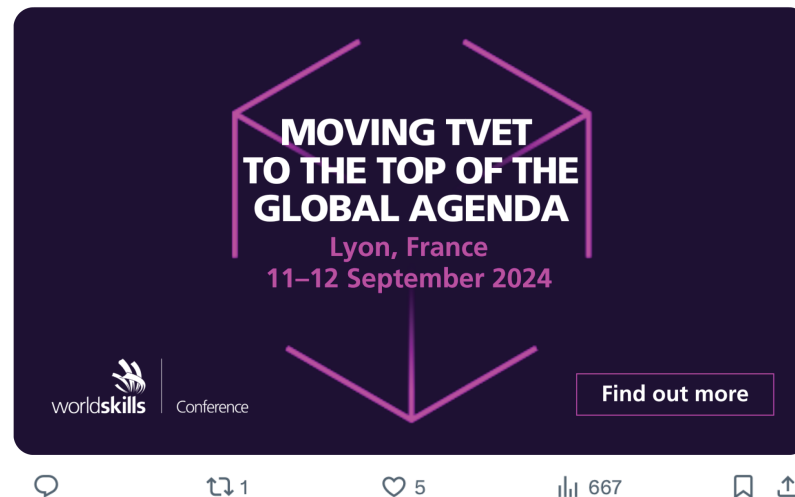 MOVING TVET
TO THE TOP OF THE
GLOBAL AGENDA
Lyon, France
11–12 September 2024
worldskills
Conference
Find out more
1
5
667